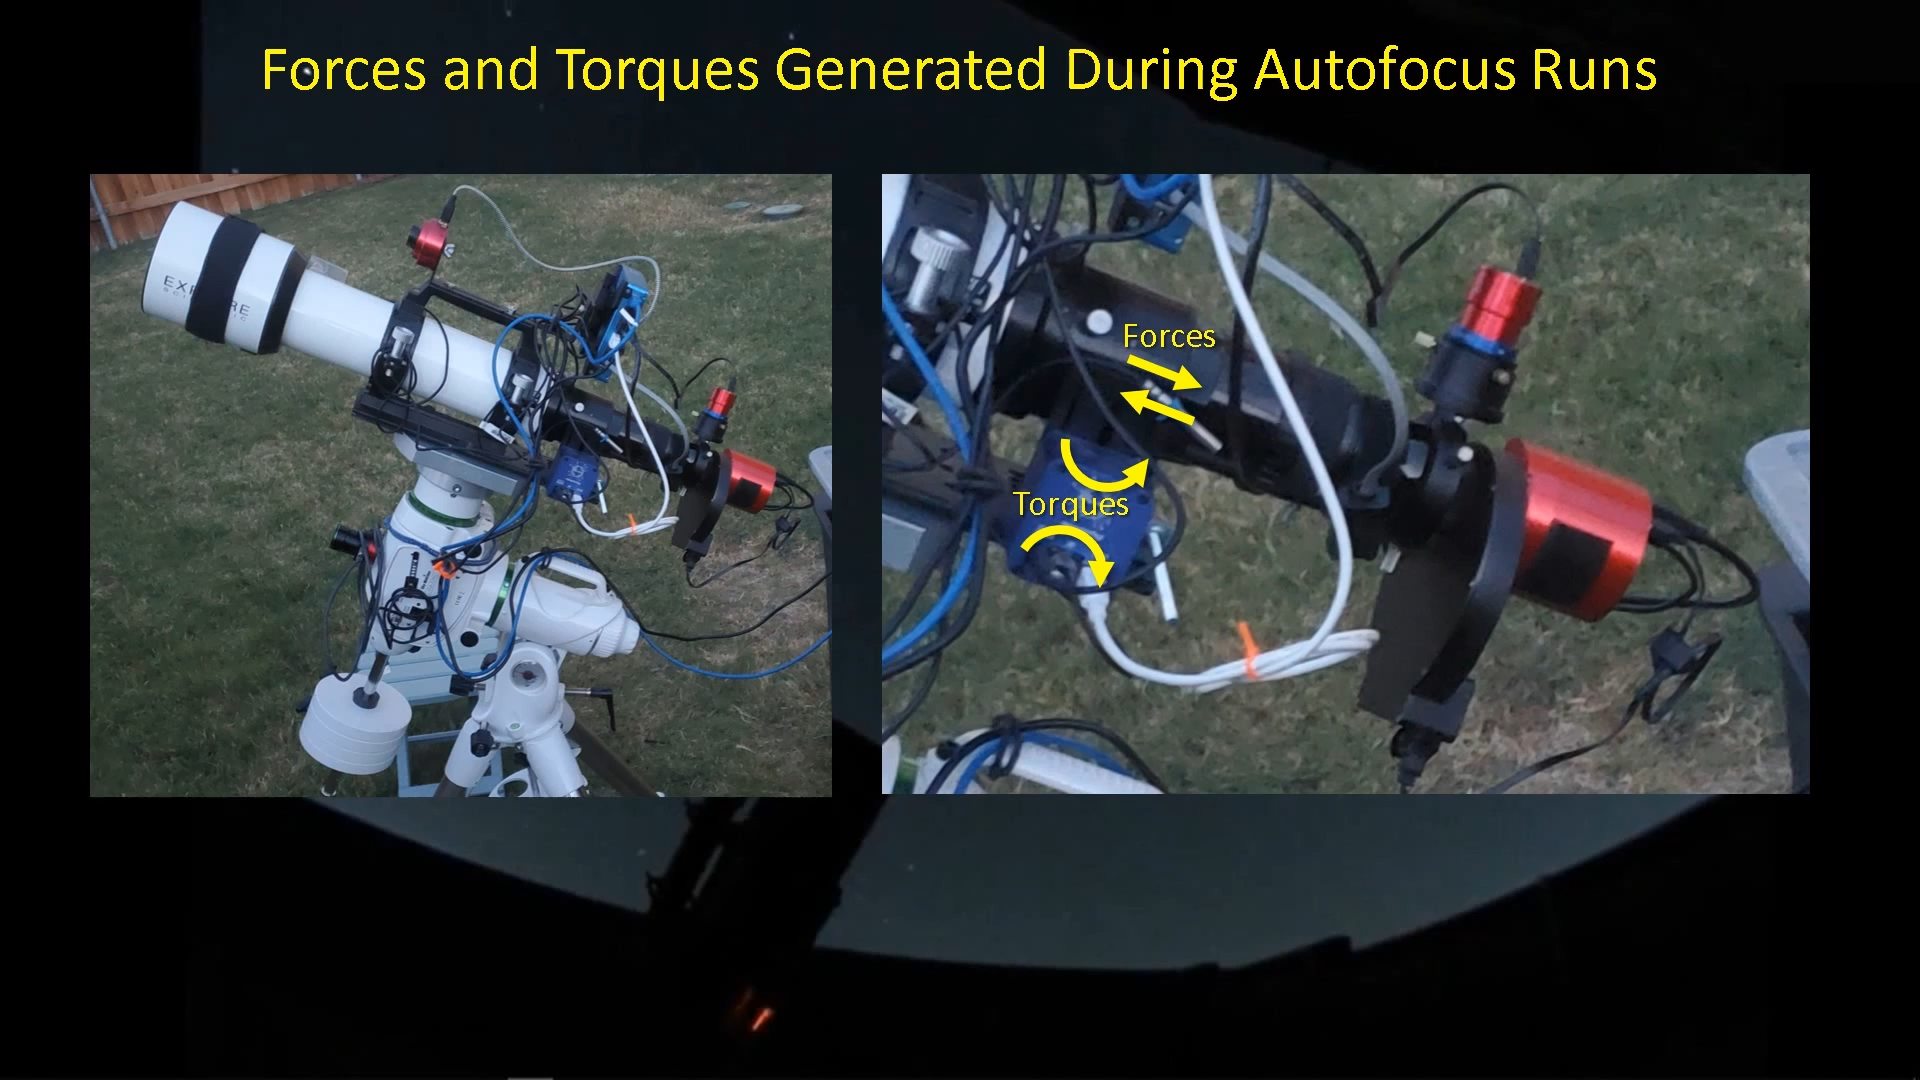 Forces and Torques Generated During Autofocus Runs
Forces
Torques